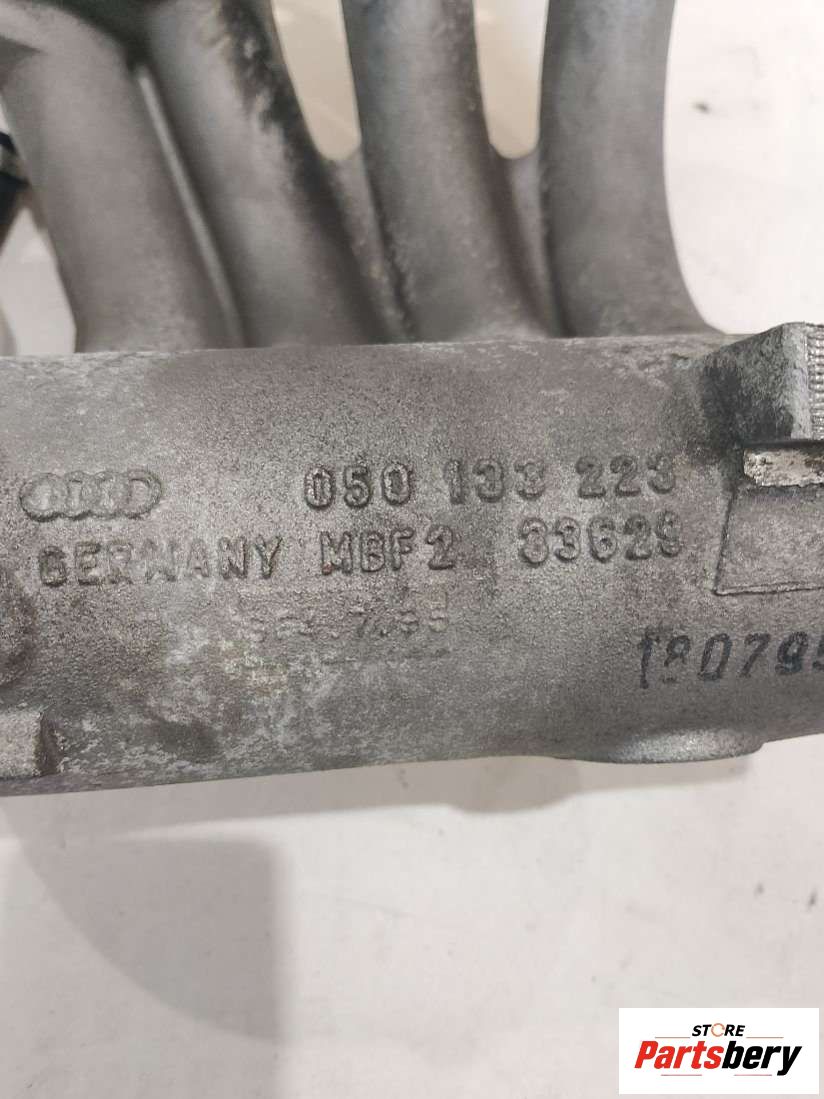 050 133 223
GERMANY MBF2 33629
180795
STORE
Partsbery